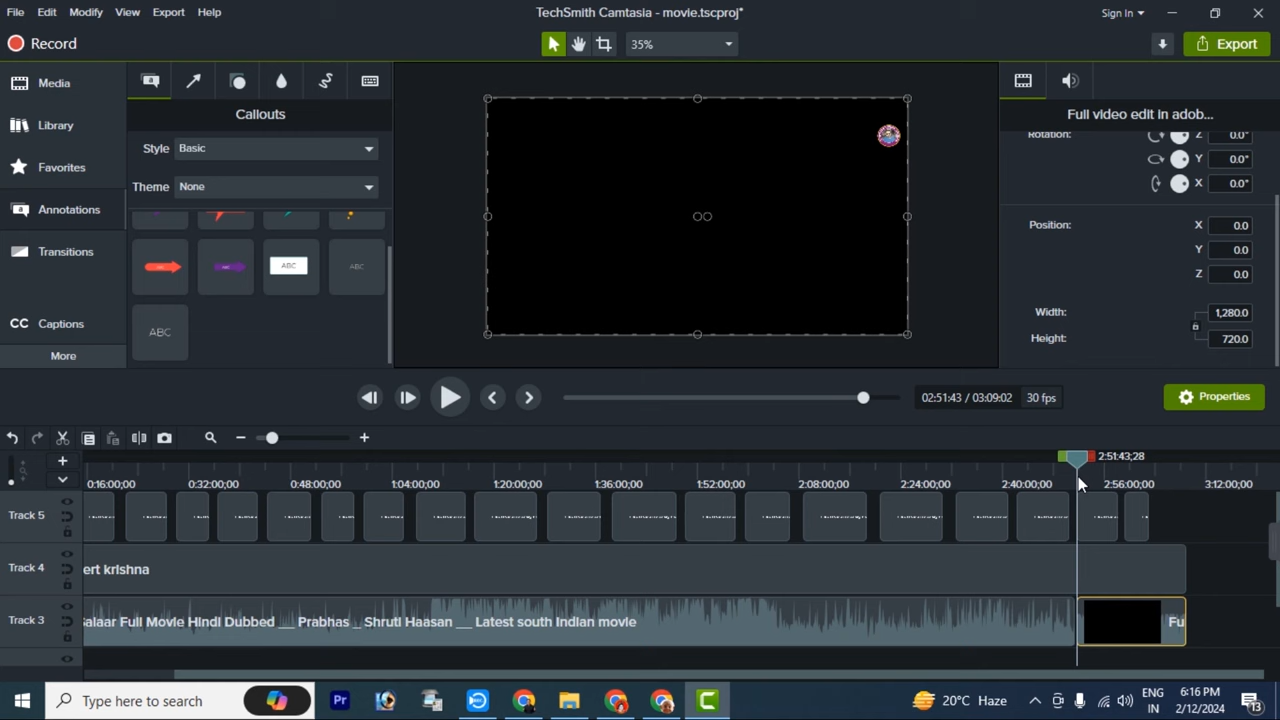 File Edit Modify View Export Help
TechSmith Camtasia - movie.tscproj*
Sign In
Record
35%
Export
Media
Library
Favorites
Annotations
Transitions
CC Captions
More
Callouts
Style Basic
Theme None
ABC
ABC
ABC
Full video edit in adob...
Rotation: Z 0.0°
Y 0.0°
X 0.0°
Position: X 0.0
Y 0.0
Z 0.0
Width: 1,280.0
Height: 720.0
02:51:43 / 03:09:02 30 fps
Properties
2:51:43;28
0:16:00;00 0:32:00;00 0:48:00;00 1:04:00;00 1:20:00;00 1:36:00;00 1:52:00;00 2:08:00;00 2:24:00;00 2:40:00;00 2:56:00;00 3:12:00;00
Track 5
Track 4 ert krishna
Track 3 Salaar Full Movie Hindi Dubbed __ Prabhas _ Shruti Haasan __ Latest south Indian movie Fu
Type here to search
Pr
20°C Haze
ENG
IN
6:16 PM
2/12/2024
13